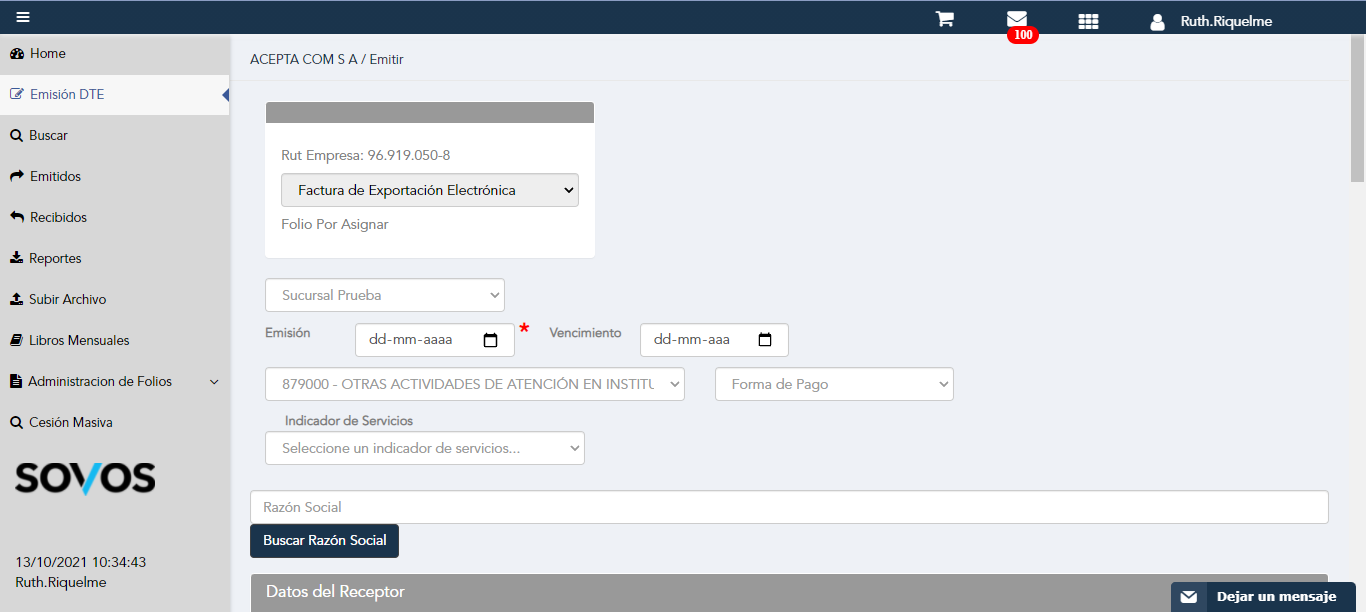 Ruth.Riquelme
100
Home
Emisión DTE
Buscar
Emitidos
Recibidos
Reportes
Subir Archivo
Libros Mensuales
Administracion de Folios
Cesión Masiva
SOVOS
13/10/2021 10:34:43
Ruth.Riquelme
ACEPTA COM S A / Emitir
Rut Empresa: 96.919.050-8
Factura de Exportación Electrónica
Folio Por Asignar
Sucursal Prueba
Emisión dd-mm-aaaa * Vencimiento dd-mm-aaa
879000 - OTRAS ACTIVIDADES DE ATENCIÓN EN INSTITU Forma de Pago
Indicador de Servicios
Seleccione un indicador de servicios...
Razón Social
Buscar Razón Social
Datos del Receptor
Dejar un mensaje